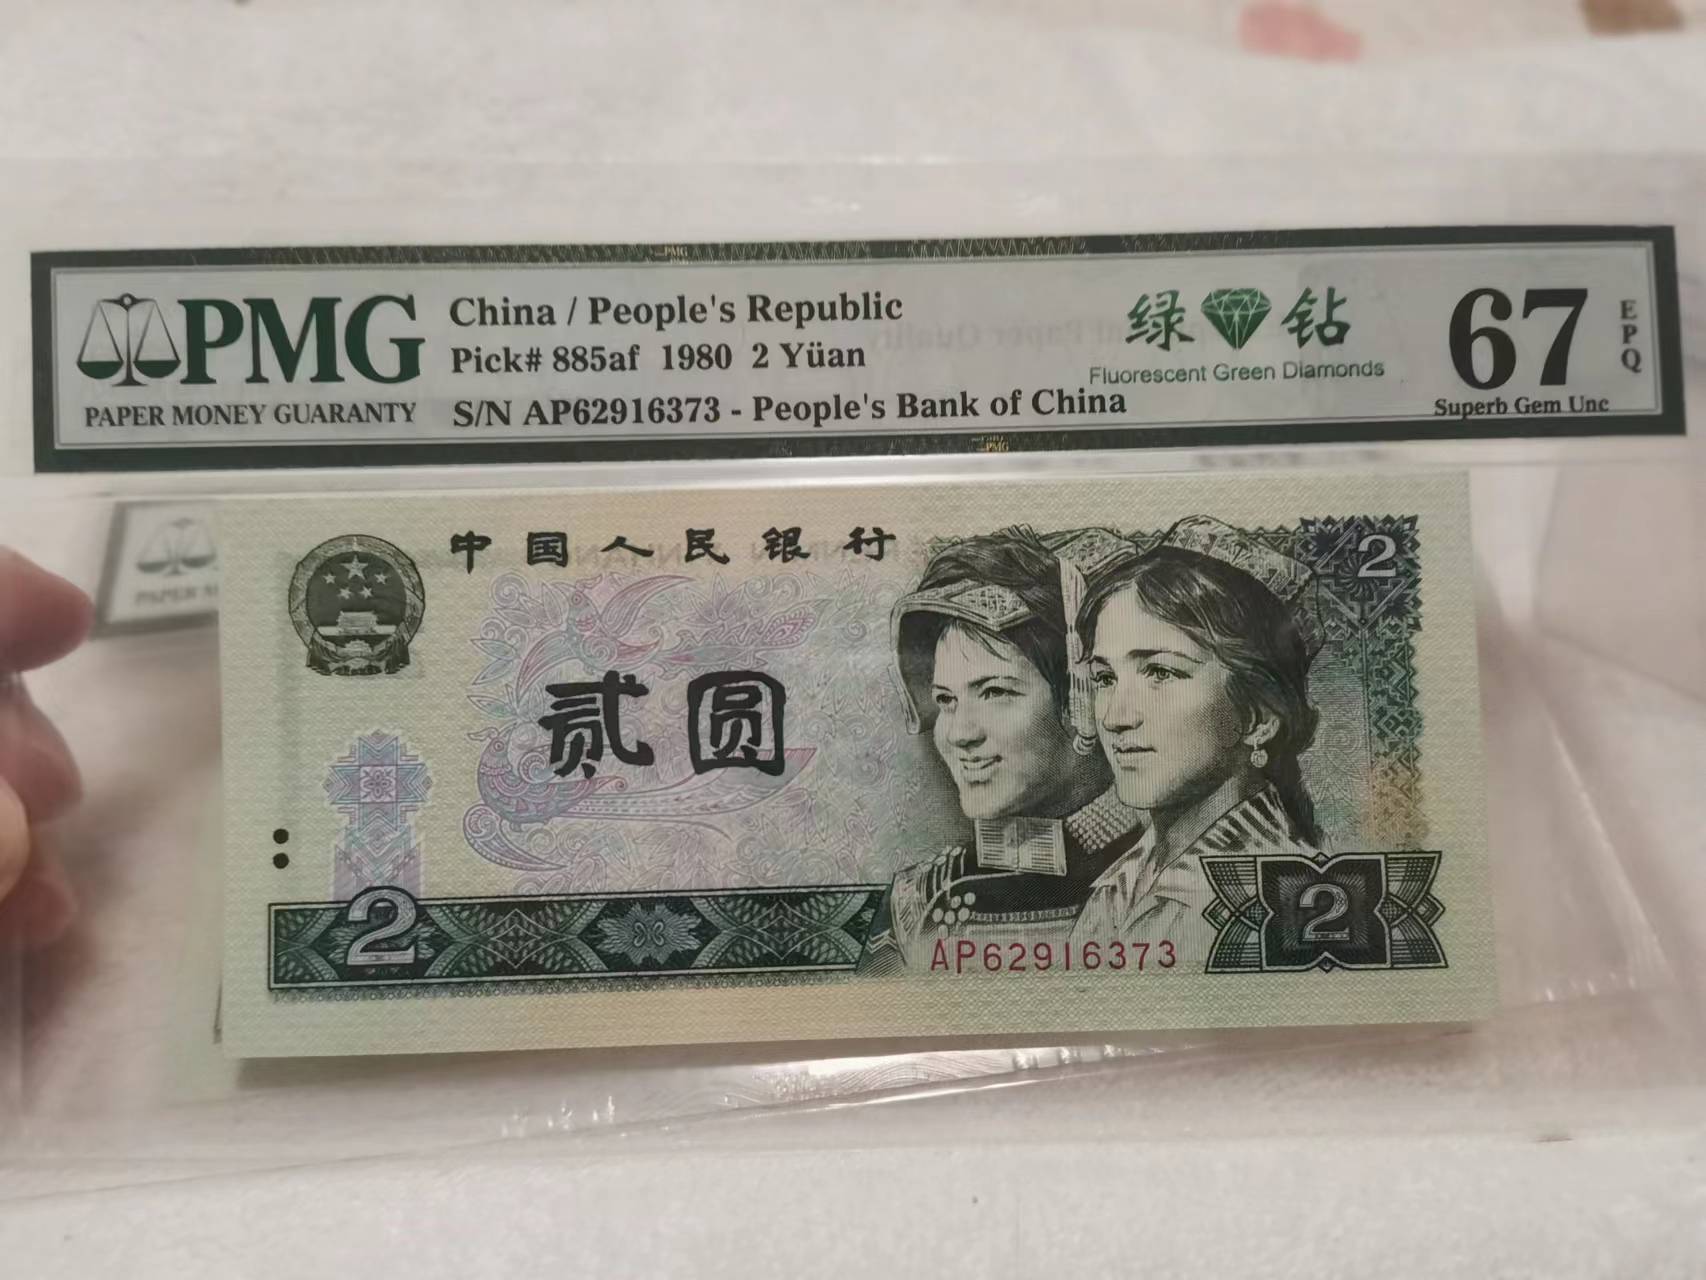 PMG
PAPER MONEY GUARANTY
China / People's Republic
Pick# 885af 1980 2 Yüan
S/N AP62916373 - People's Bank of China
绿钻
Fluorescent Green Diamonds
67
EPQ
Superb Gem Unc
PMG
中国人民银行
2
贰圆
2
AP62916373
2